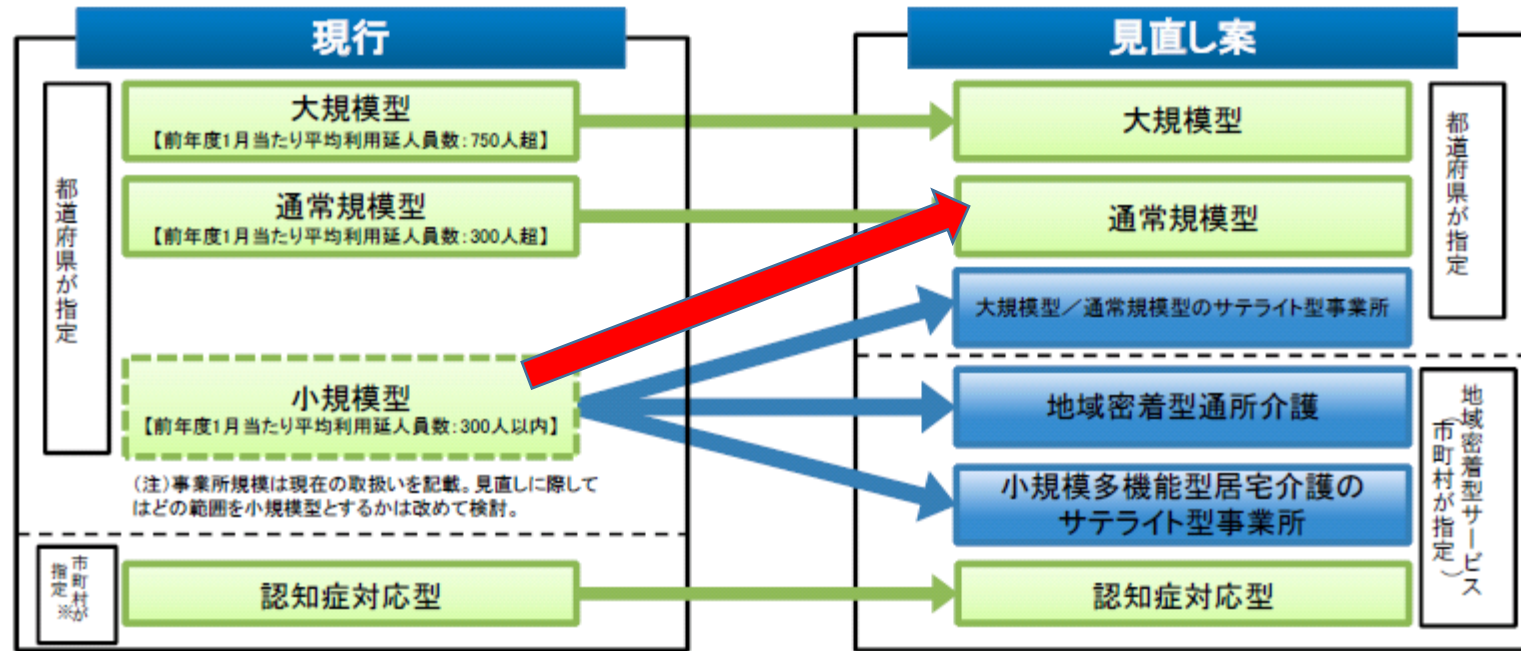 現行
都道府県が指定
大規模型
【前年度1月当たり平均利用延人員数：750人超】
通常規模型
【前年度1月当たり平均利用延人員数：300人超】
小規模型
【前年度1月当たり平均利用延人員数：300人以内】
（注）事業所規模は現在の取扱いを記載。見直しに際して
はどの範囲を小規模型とするかは改めて検討。
市町村が
指定 ※
認知症対応型
見直し案
大規模型
通常規模型
大規模型／通常規模型のサテライト型事業所
都道府県が指定
地域密着型通所介護
小規模多機能型居宅介護の
サテライト型事業所
認知症対応型
地域密着型サービス
（市町村が指定）